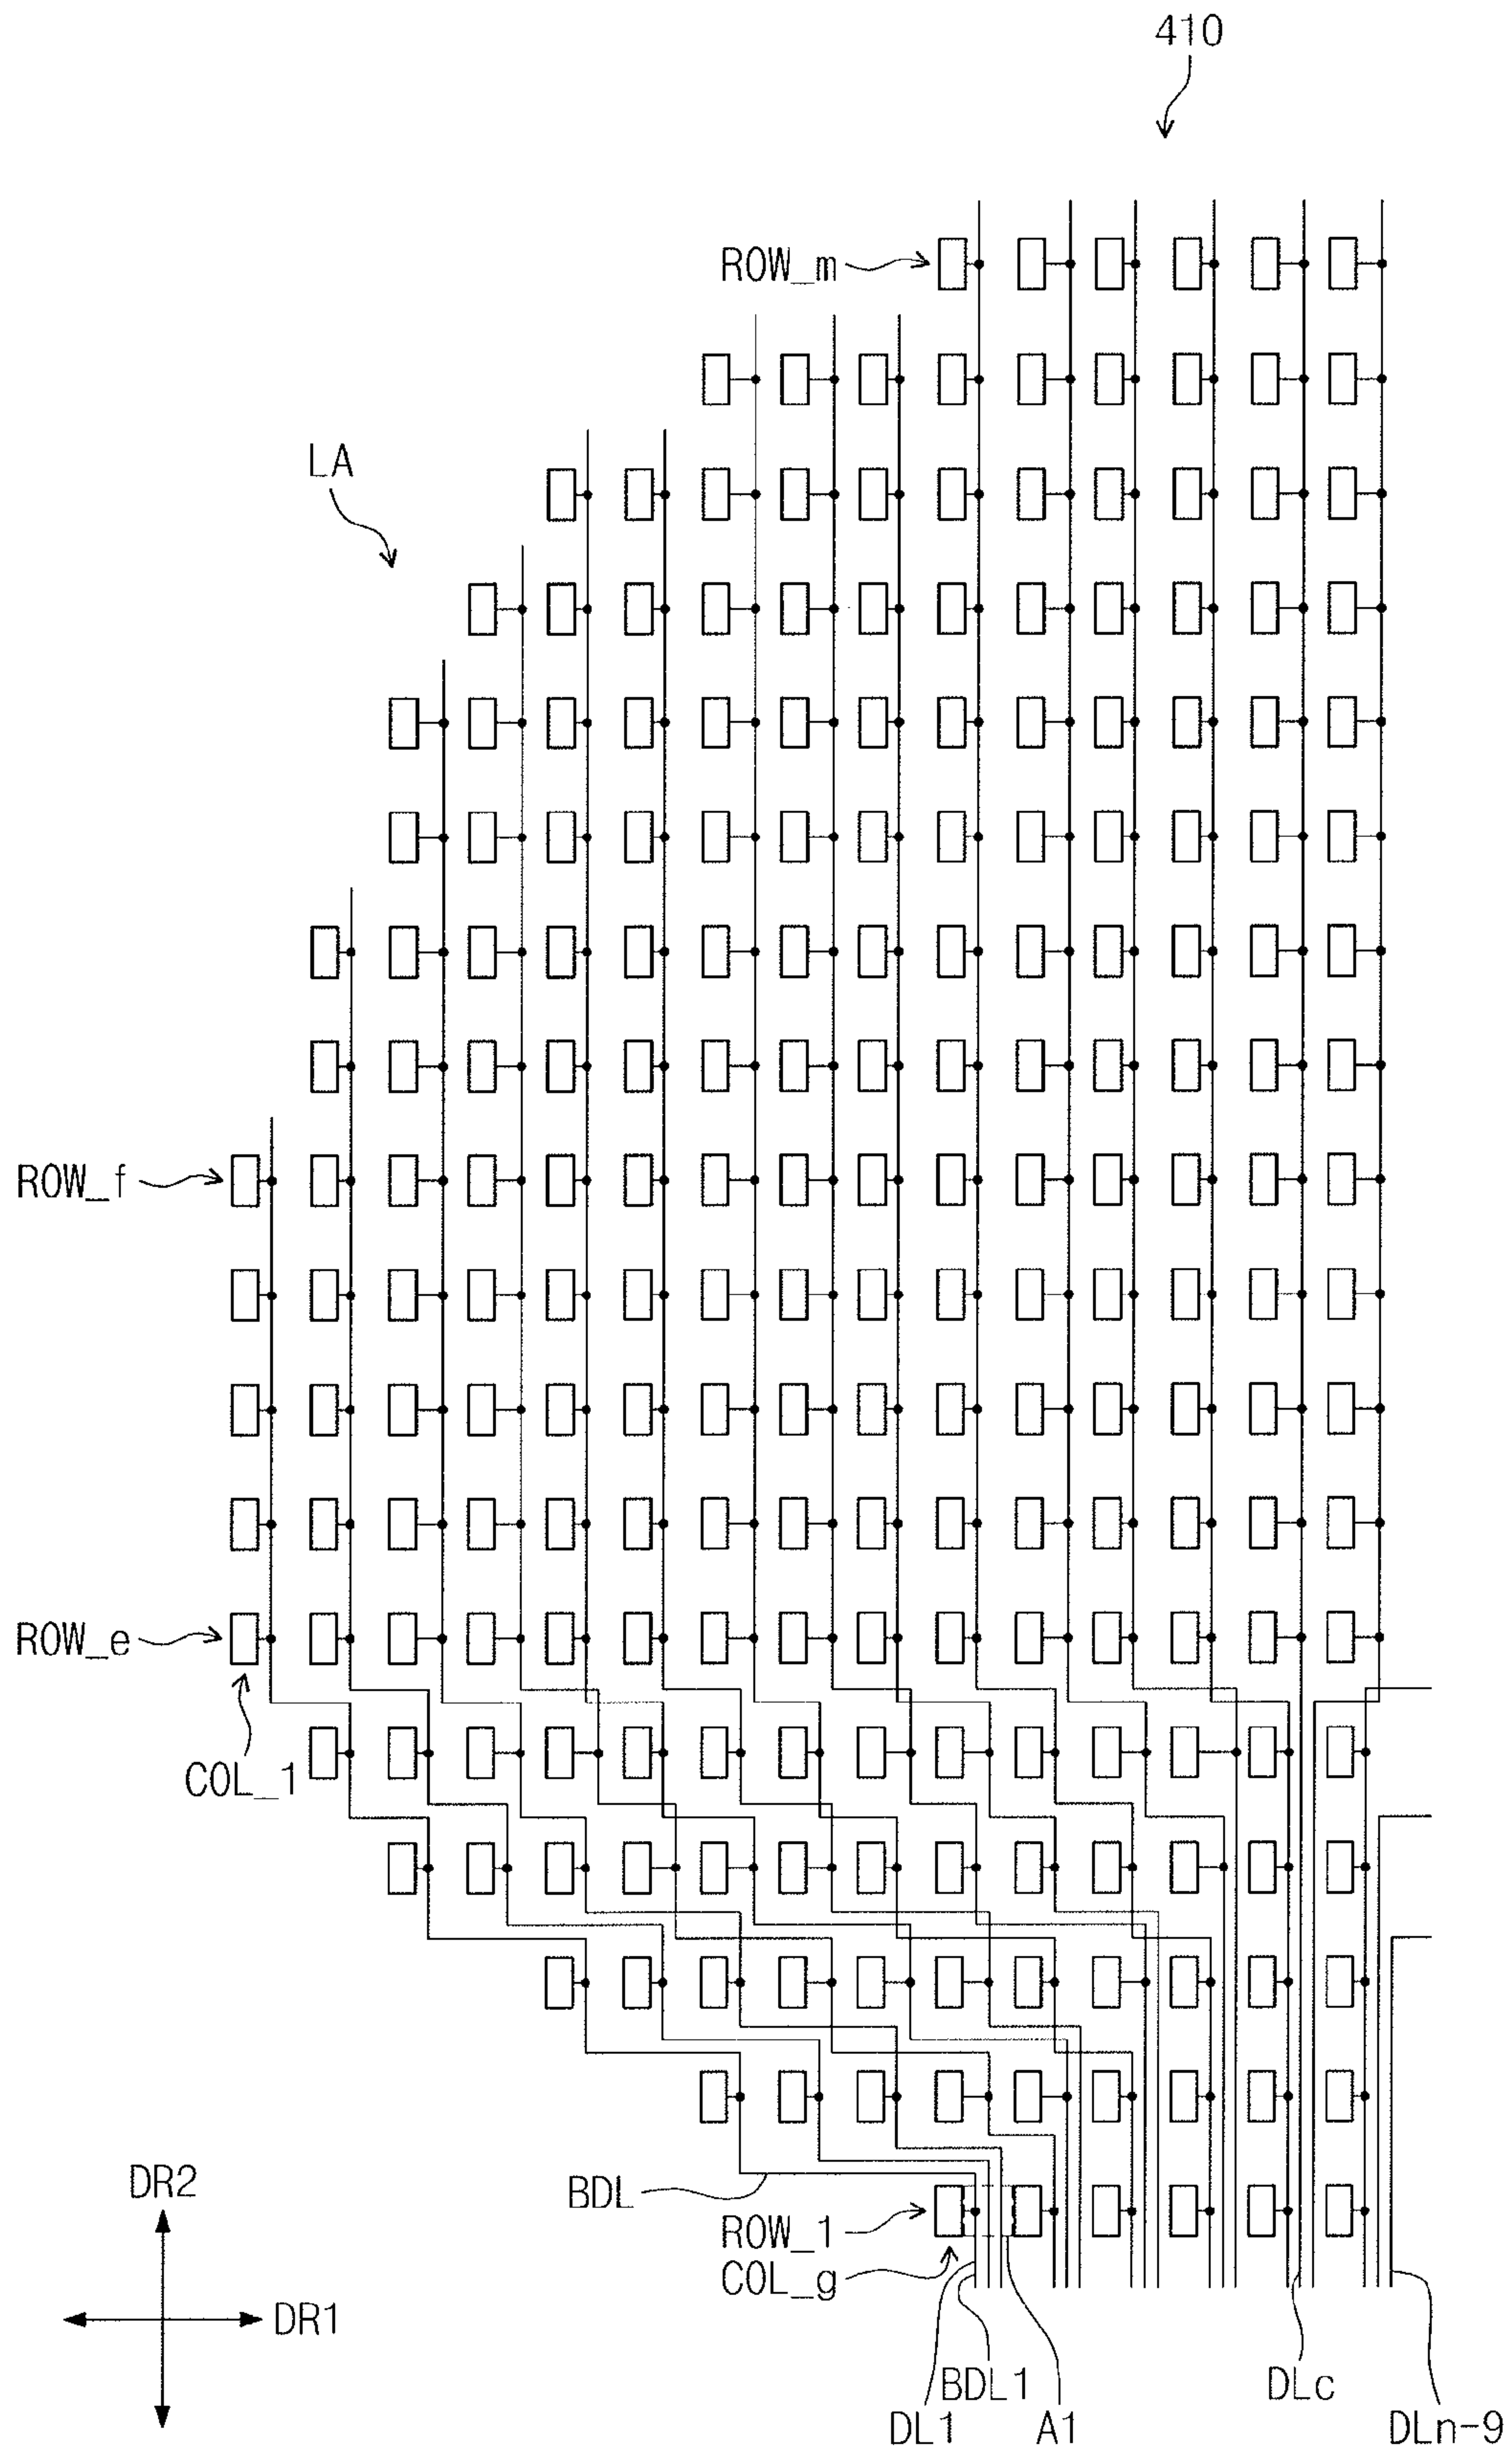 410
ROW_m
LA
ROW_f
ROW_e
COL_1
DR2
BDL
ROW_1
COL_g
DR1
BDL1
DLc
DL1
A1
DLn-9